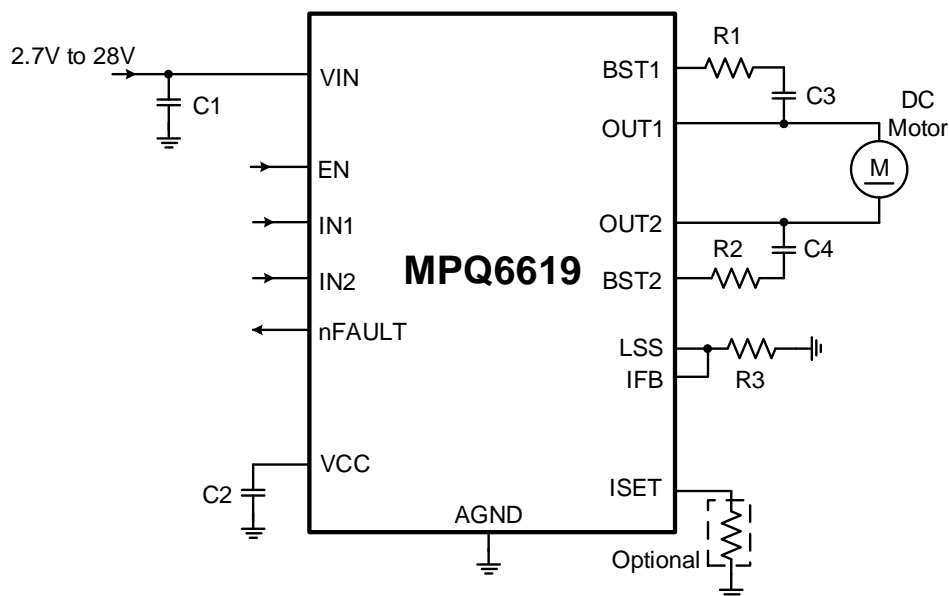 2.7V to 28V
VIN
C1
EN
IN1
IN2
nFAULT
VCC
C2
AGND
MPQ6619
BST1
R1
C3
OUT1
DC
Motor
M
OUT2
C4
R2
BST2
LSS
IFB
R3
ISET
Optional